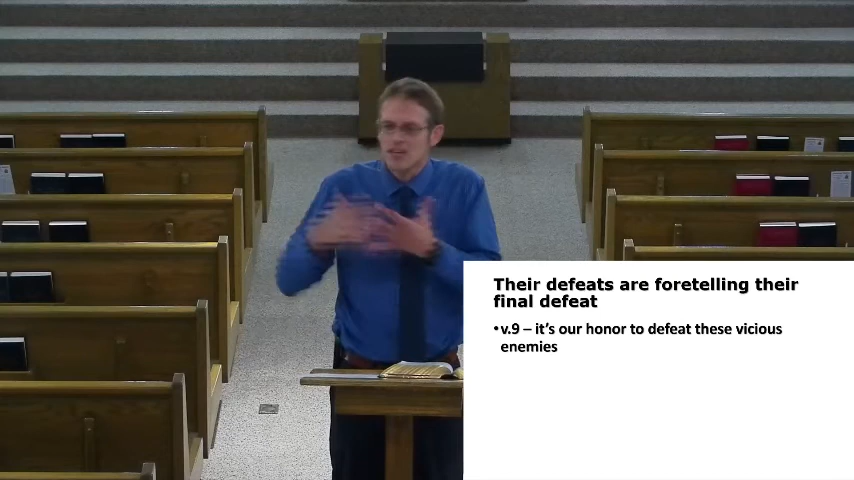 Their defeats are foretelling their
final defeat
•v.9 – it's our honor to defeat these vicious
enemies